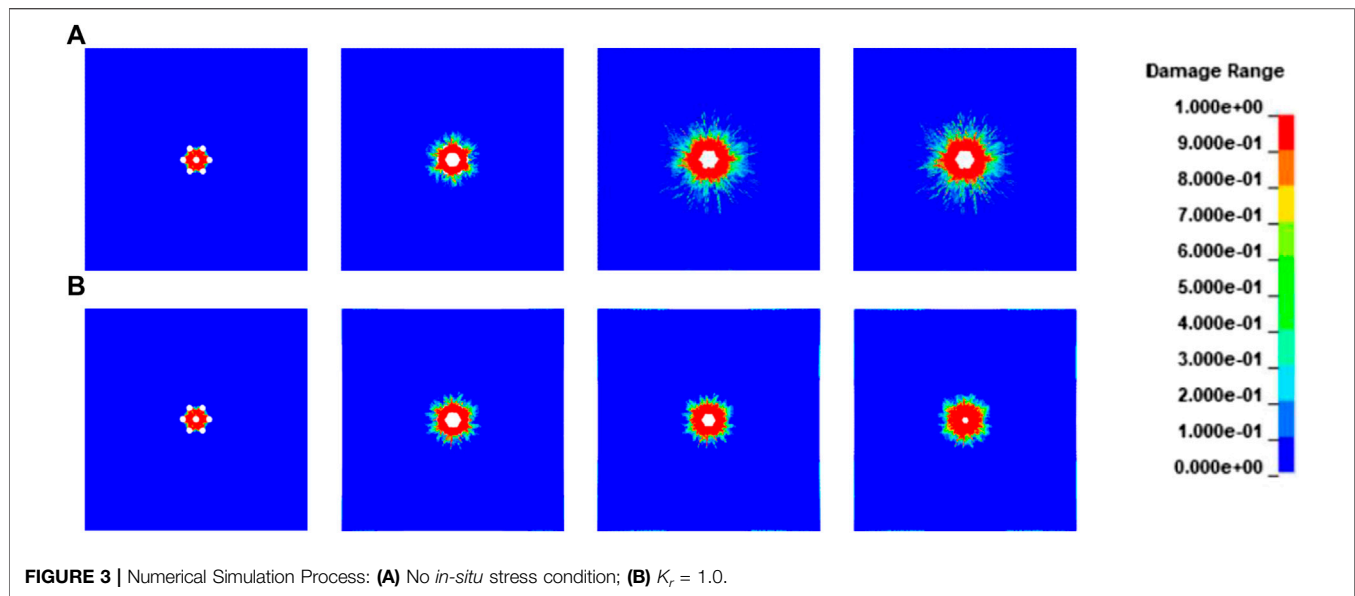 A
B
Damage Range
1.000e+00
9.000e-01
8.000e-01
7.000e-01
6.000e-01
5.000e-01
4.000e-01
3.000e-01
2.000e-01
1.000e-01
0.000e+00
FIGURE 3 | Numerical Simulation Process: (A) No in-situ stress condition; (B) Kr = 1.0.